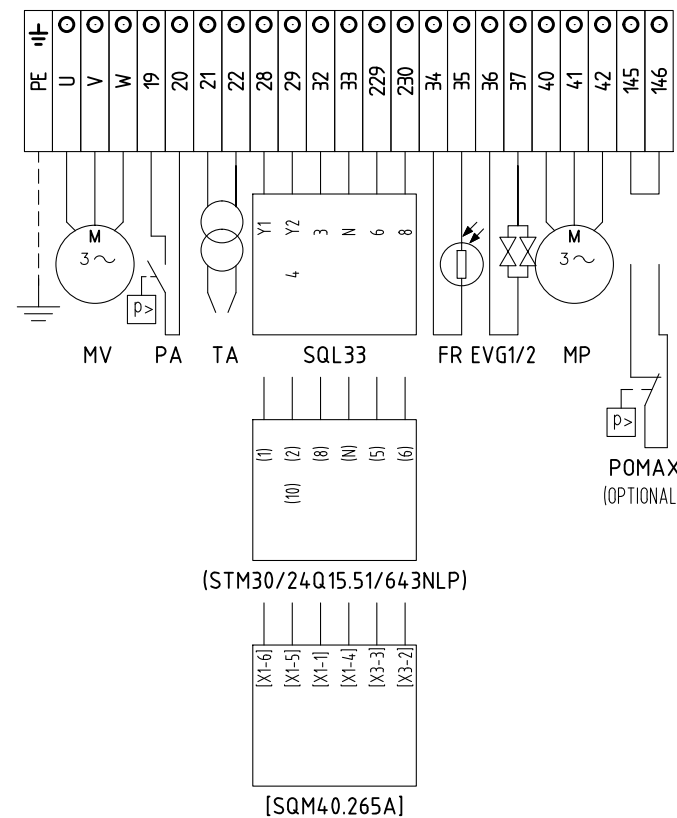 PE U V W 19 20 21 22 28 29 32 33 229 230 34 35 36 37 40 41 42 145 146
Y1 Y2 3 N 6 8
4
M
3~
M
3~
P>
MV PA TA SQL33 FR EVG1/2 MP
P>
(1) (2) (8) (N) (5) (6)
(10)
POMAX
(OPTIONAL
(STM30/24Q15.51/643NLP)
[X1-6] [X1-5] [X1-1] [X1-4] [X3-3] [X3-2]
[SQM40.265A]